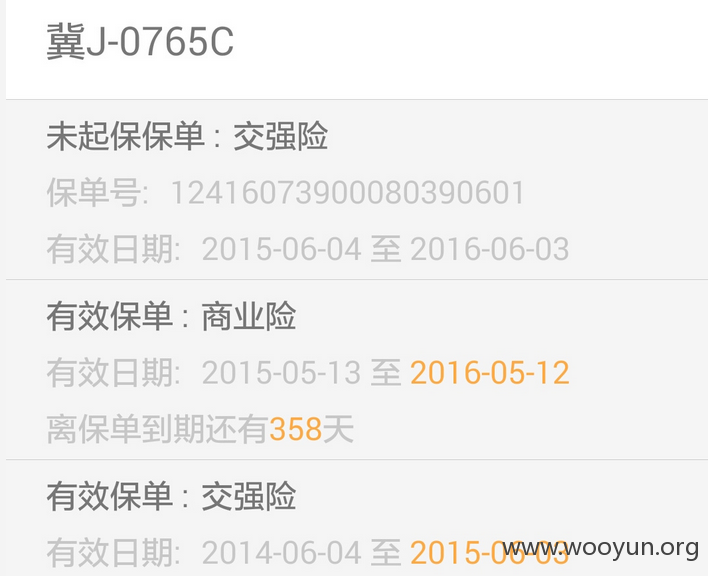 冀J-0765C
未起保保单：交强险
保单号: 12416073900080390601
有效日期: 2015-06-04 至 2016-06-03
有效保单：商业险
有效日期: 2015-05-13 至 2016-05-12
离保单到期还有358天
有效保单：交强险
有效日期: 2014-06-04 至 2015-06-03
www.wooyun.org